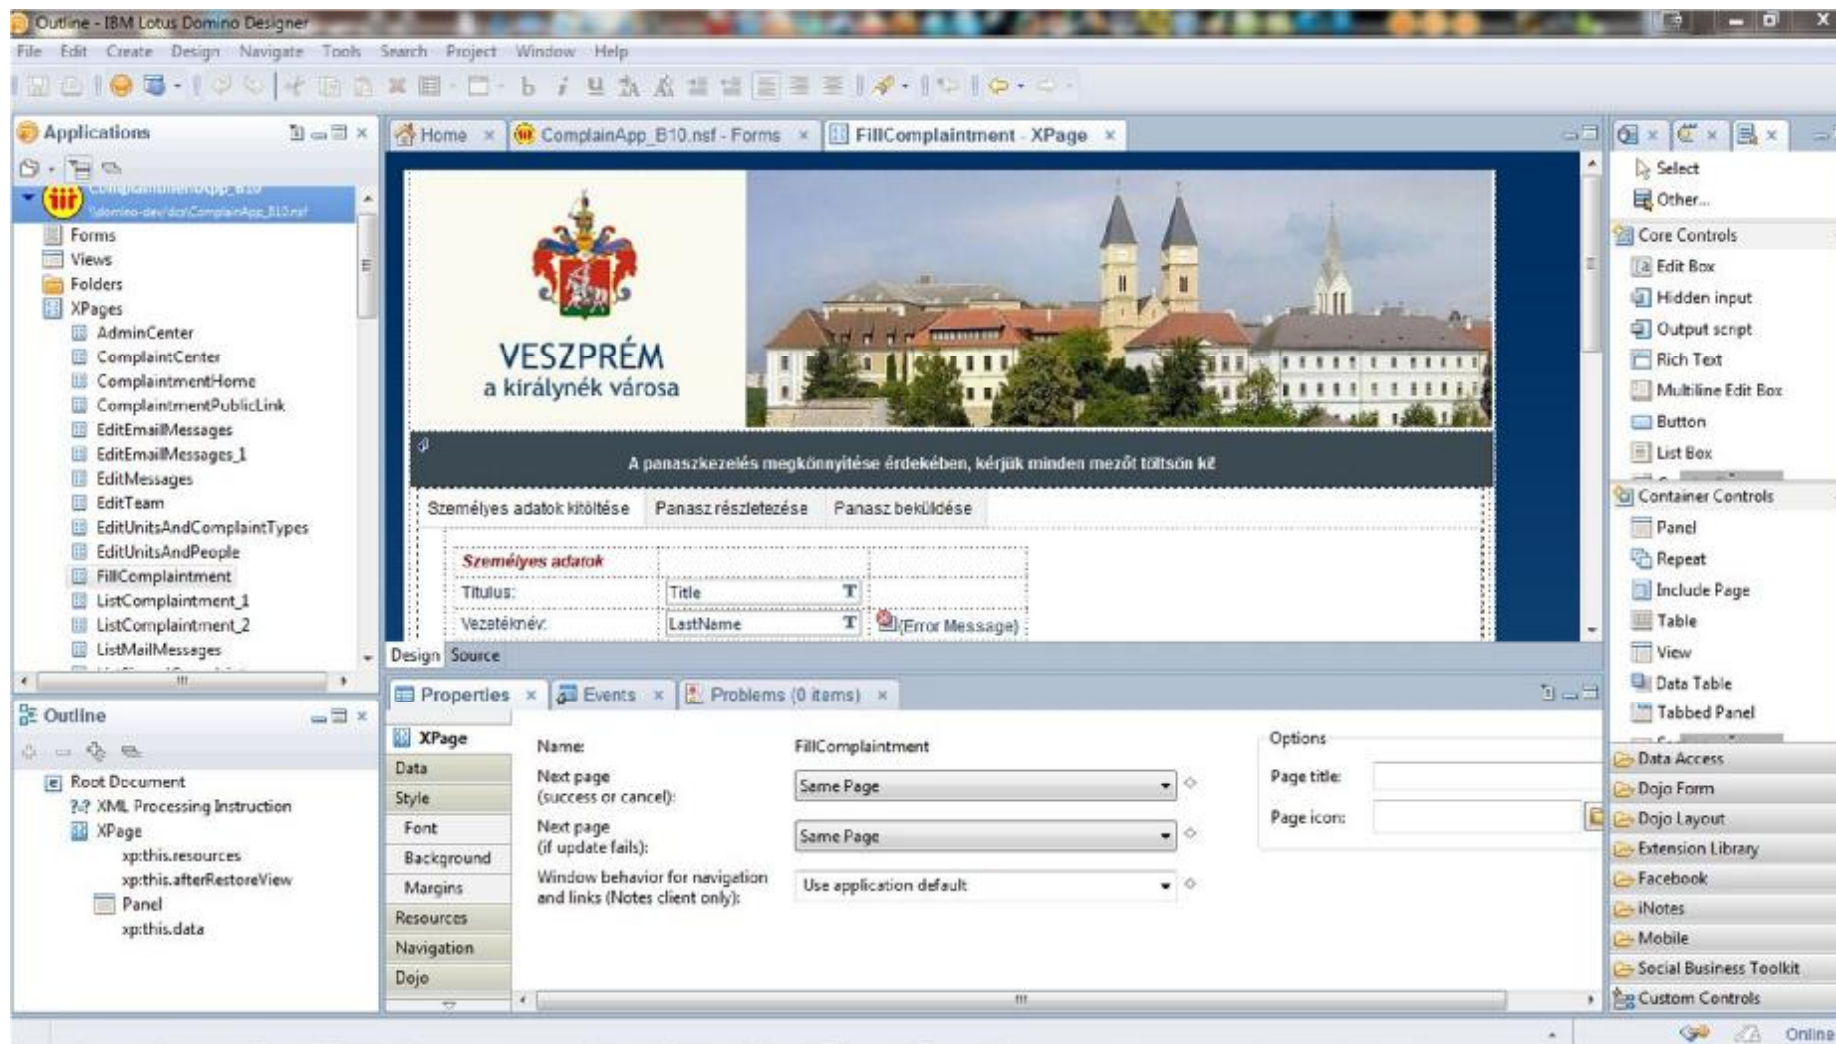 Outline - IBM Lotus Domino Designer
File Edit Create Design Navigate Tools Search Project Window Help
Applications
\\domino-dev\dcr\ComplainApp_B10.nsf
Forms
Views
Folders
XPages
AdminCenter
ComplaintCenter
ComplaintmentHome
ComplaintmentPublicLink
EditEmailMessages
EditEmailMessages_1
EditMessages
EditTeam
EditUnitsAndComplaintTypes
EditUnitsAndPeople
FillComplaintment
ListComplaintment_1
ListComplaintment_2
ListMailMessages
Outline
Root Document
?-? XML Processing Instruction
XPage
xp:this.resources
xp:this.afterRestoreView
Panel
xp:this.data
Home ComplainApp_B10.nsf - Forms FillComplaintment - XPage
VESZPRÉM
a királynék városa
A panaszkezelés megkönnyítése érdekében, kérjük minden mezőt töltsön ki!
Személyes adatok kitöltése Panasz részletezése Panasz beküldése
Személyes adatok
Titulus: Title T
Vezetéknév: LastName T (Error Message)
Design Source
Properties Events Problems (0 items)
XPage
Data
Style
Font
Background
Margins
Resources
Navigation
Dojo
Name: FillComplaintment
Next page
(success or cancel): Same Page
Next page
(if update fails): Same Page
Window behavior for navigation
and links (Notes client only): Use application default
Options
Page title:
Page icon:
Select
Other...
Core Controls
Edit Box
Hidden input
Output script
Rich Text
Multiline Edit Box
Button
List Box
Container Controls
Panel
Repeat
Include Page
Table
View
Data Table
Tabbed Panel
Data Access
Dojo Form
Dojo Layout
Extension Library
Facebook
iNotes
Mobile
Social Business Toolkit
Custom Controls
Online